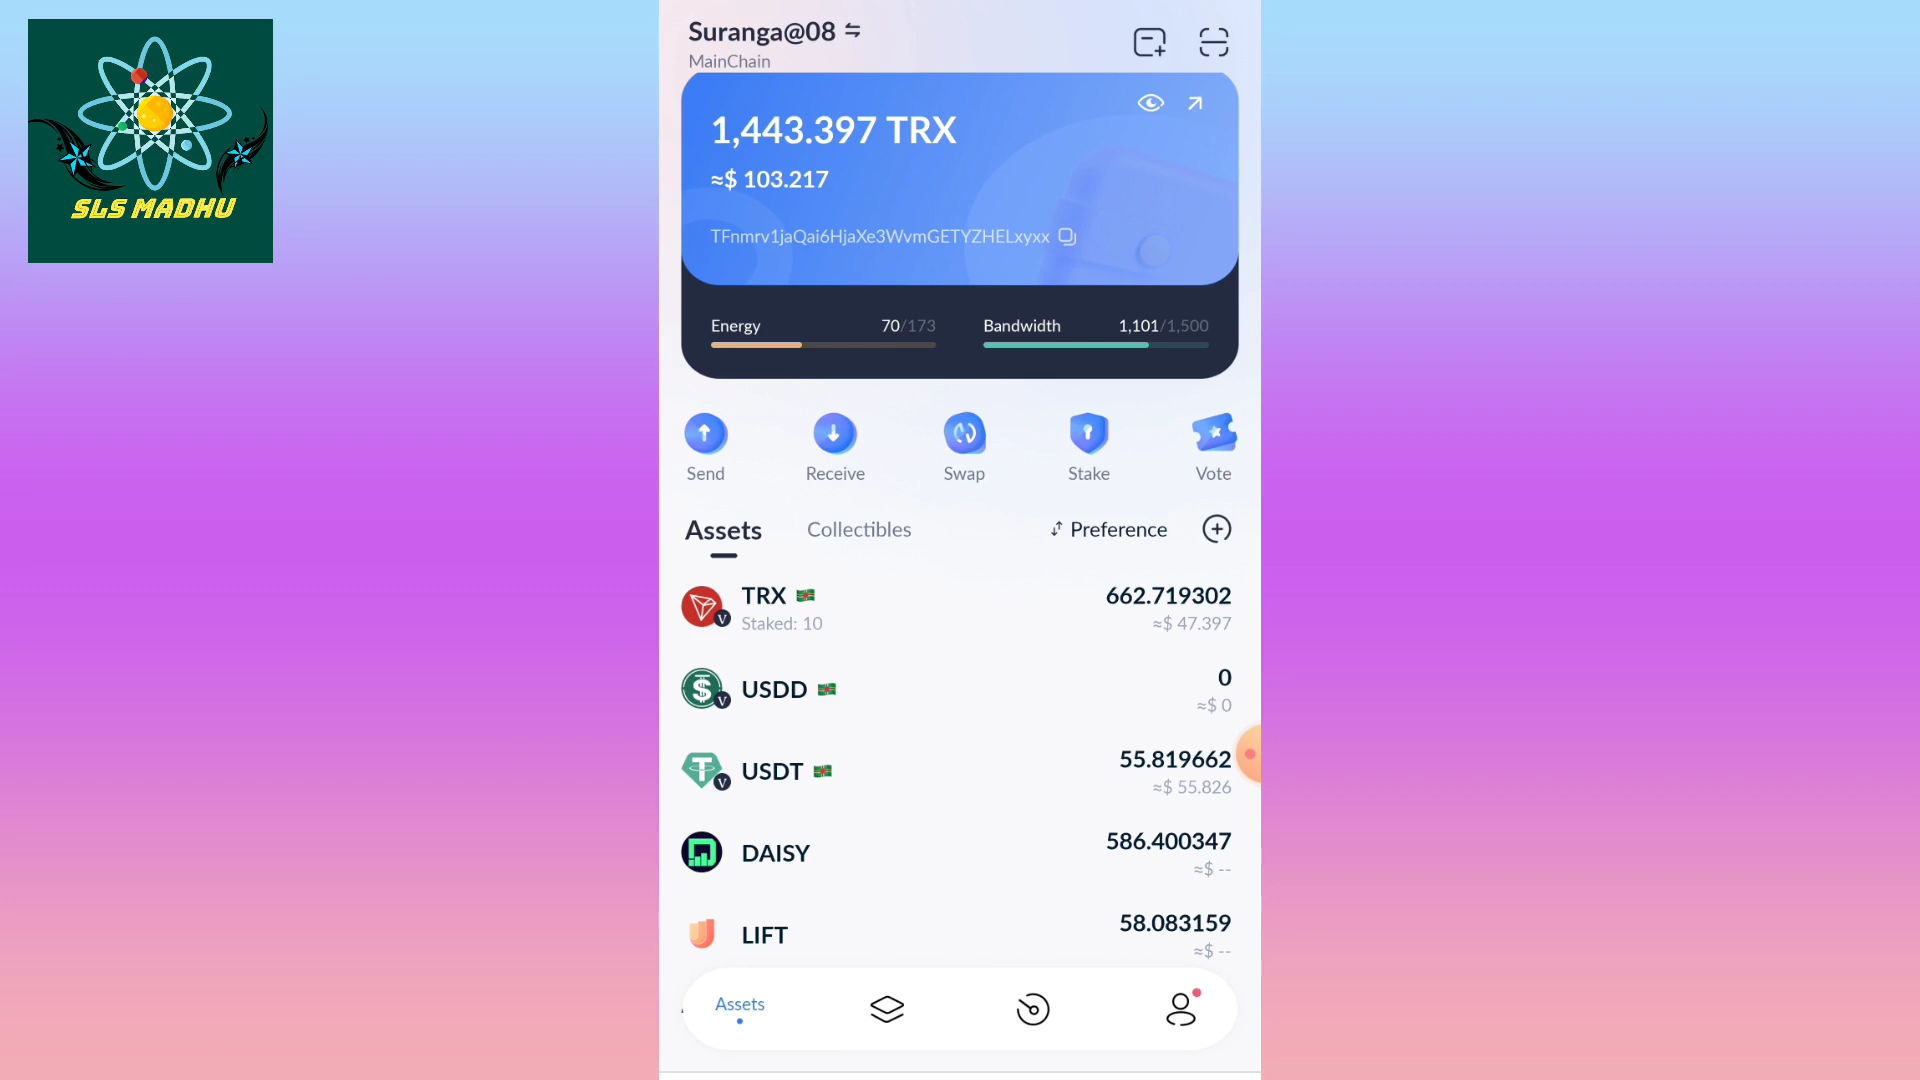 SLS MADHU
Suranga@08
MainChain
1,443.397 TRX
≈$ 103.217
TFnmrv1jaQai6HjaXe3WvmGETYZHELxyxx
Energy 70/173 Bandwidth 1,101/1,500
Send Receive Swap Stake Vote
Assets Collectibles Preference
TRX 662.719302
Staked: 10 ≈$ 47.397
USDD 0
≈$ 0
USDT 55.819662
≈$ 55.826
DAISY 586.400347
≈$ --
LIFT 58.083159
≈$ --
Assets